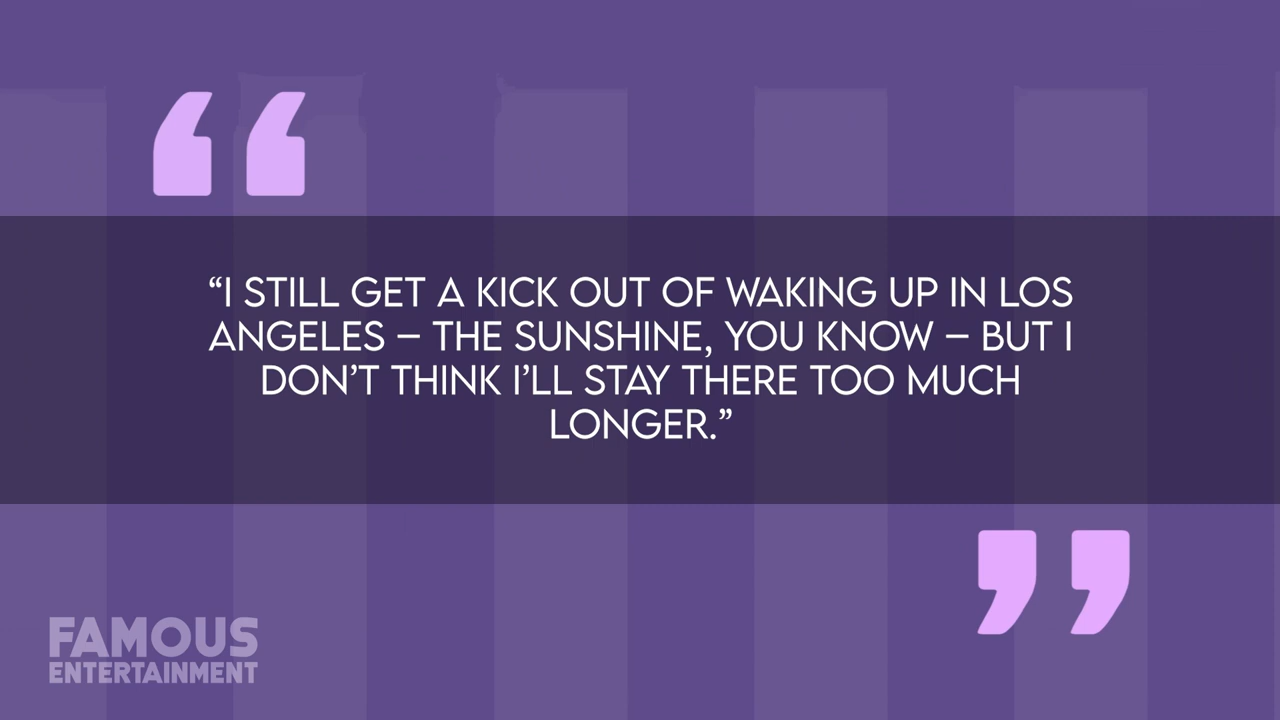 “I STILL GET A KICK OUT OF WAKING UP IN LOS
ANGELES – THE SUNSHINE, YOU KNOW – BUT I
DON’T THINK I’LL STAY THERE TOO MUCH
LONGER.”
FAMOUS
ENTERTAINMENT